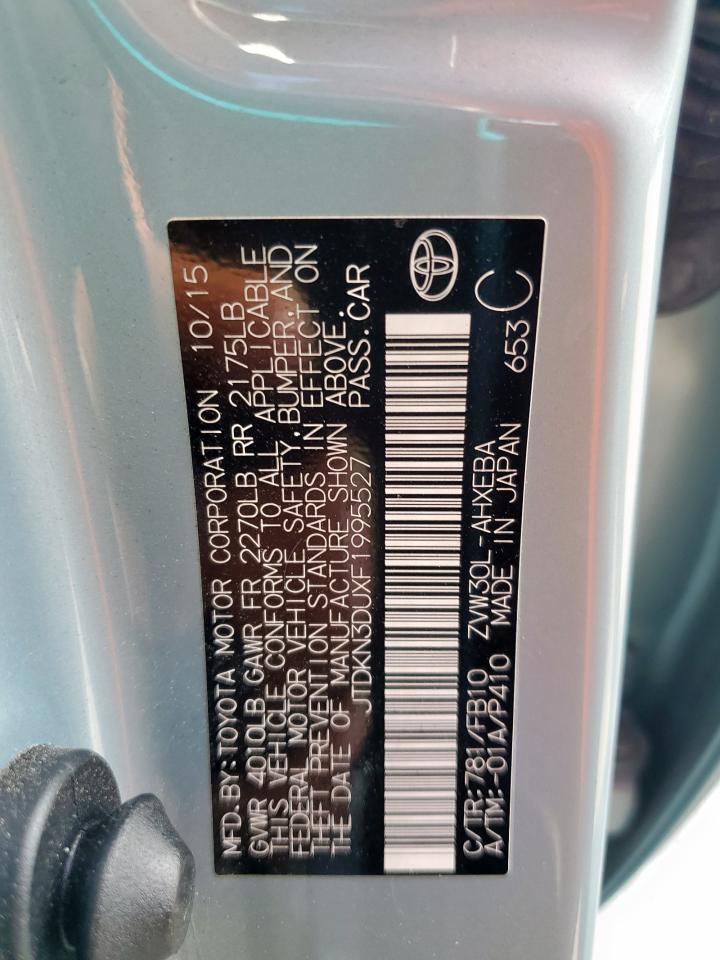 MFD.BY:TOYOTA MOTOR CORPORATION 10/15
GVWR 4010LB GAWR FR 2270LB RR 2175LB
THIS VEHICLE CONFORMS TO ALL APPLICABLE
FEDERAL MOTOR VEHICLE SAFETY,BUMPER,AND
THEFT PREVENTION STANDARDS IN EFFECT ON
THE DATE OF MANUFACTURE SHOWN ABOVE.
JTDKN3DUXF1995527 PASS.CAR
C/TR:781/FB10 ZVW30L-AHXEBA
A/TM:-01A/P410 MADE IN JAPAN 653 C